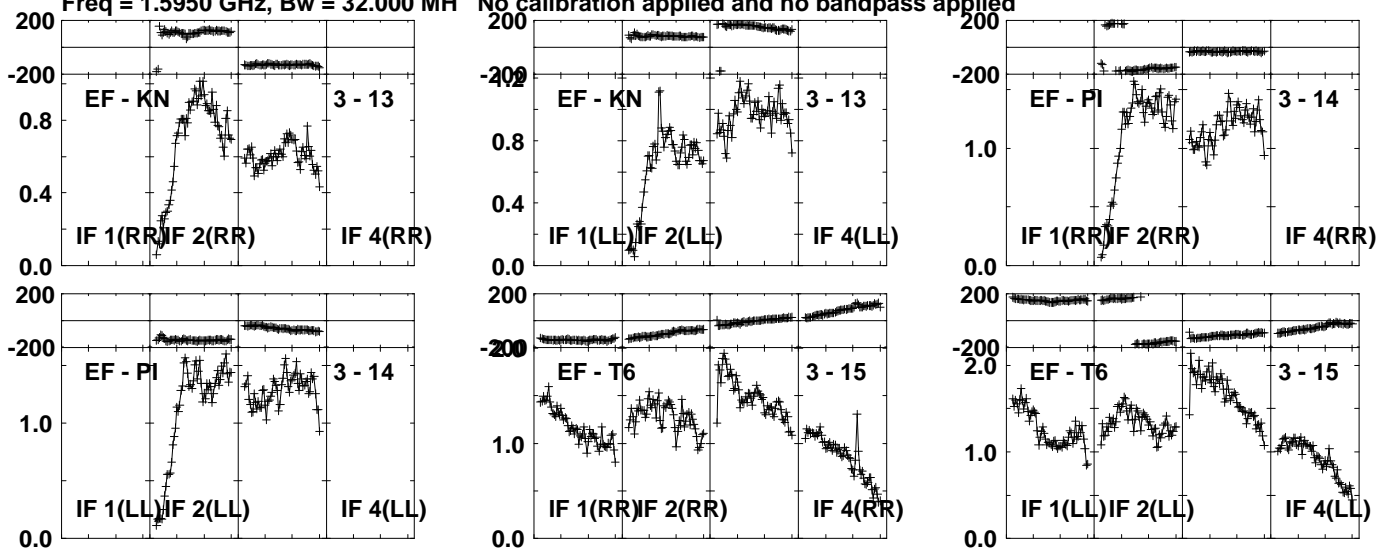 Freq = 1.5950 GHz, Bw = 32.000 MH No calibration applied and no bandpass applied
200
-200
EF - KN 3 - 13
0.8
0.4
0.0
IF 1(RR) IF 2(RR) IF 4(RR)
200
-200
1.2
EF - KN 3 - 13
0.8
0.4
0.0
IF 1(LL) IF 2(LL) IF 4(LL)
200
-200
EF - PI 3 - 14
1.0
0.0
IF 1(RR) IF 2(RR) IF 4(RR)
200
-200
EF - PI 3 - 14
1.0
0.0
IF 1(LL) IF 2(LL) IF 4(LL)
200
-200
2.0
EF - T6 3 - 15
1.0
0.0
IF 1(RR) IF 2(RR) IF 4(RR)
200
-200
2.0
EF - T6 3 - 15
1.0
0.0
IF 1(LL) IF 2(LL) IF 4(LL)